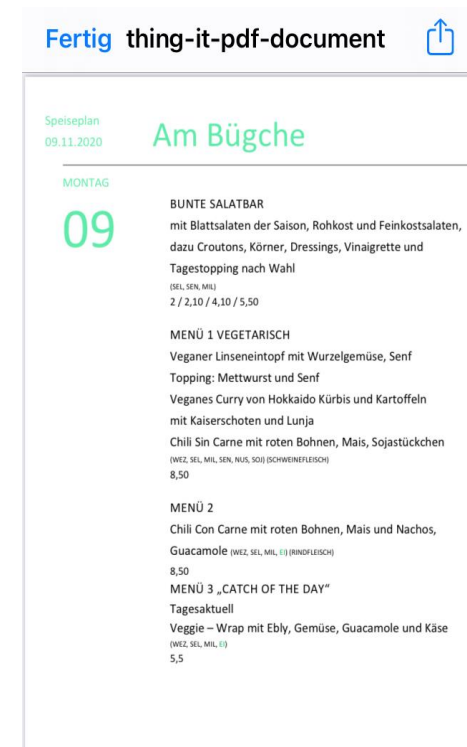 Fertig thing-it-pdf-document
Speiseplan
09.11.2020
Am Bügche
MONTAG
09
BUNTE SALATBAR
mit Blattsalaten der Saison, Rohkost und Feinkostsalaten,
dazu Croutons, Körner, Dressings, Vinaigrette und
Tagestopping nach Wahl
(SEL, SEN, MIL)
2 / 2,10 / 4,10 / 5,50
MENÜ 1 VEGETARISCH
Veganer Linseneintopf mit Wurzelgemüse, Senf
Topping: Mettwurst und Senf
Veganes Curry von Hokkaido Kürbis und Kartoffeln
mit Kaiserschoten und Lunja
Chili Sin Carne mit roten Bohnen, Mais, Sojastückchen
(WEZ, SEL, MIL, SEN, NUS, SOJ) (SCHWEINEFLEISCH)
8,50
MENÜ 2
Chili Con Carne mit roten Bohnen, Mais und Nachos,
Guacamole (WEZ, SEL, MIL, EI) (RINDFLEISCH)
8,50
MENÜ 3 „CATCH OF THE DAY“
Tagesaktuell
Veggie – Wrap mit Ebly, Gemüse, Guacamole und Käse
(WEZ, SEL, MIL, EI)
5,5